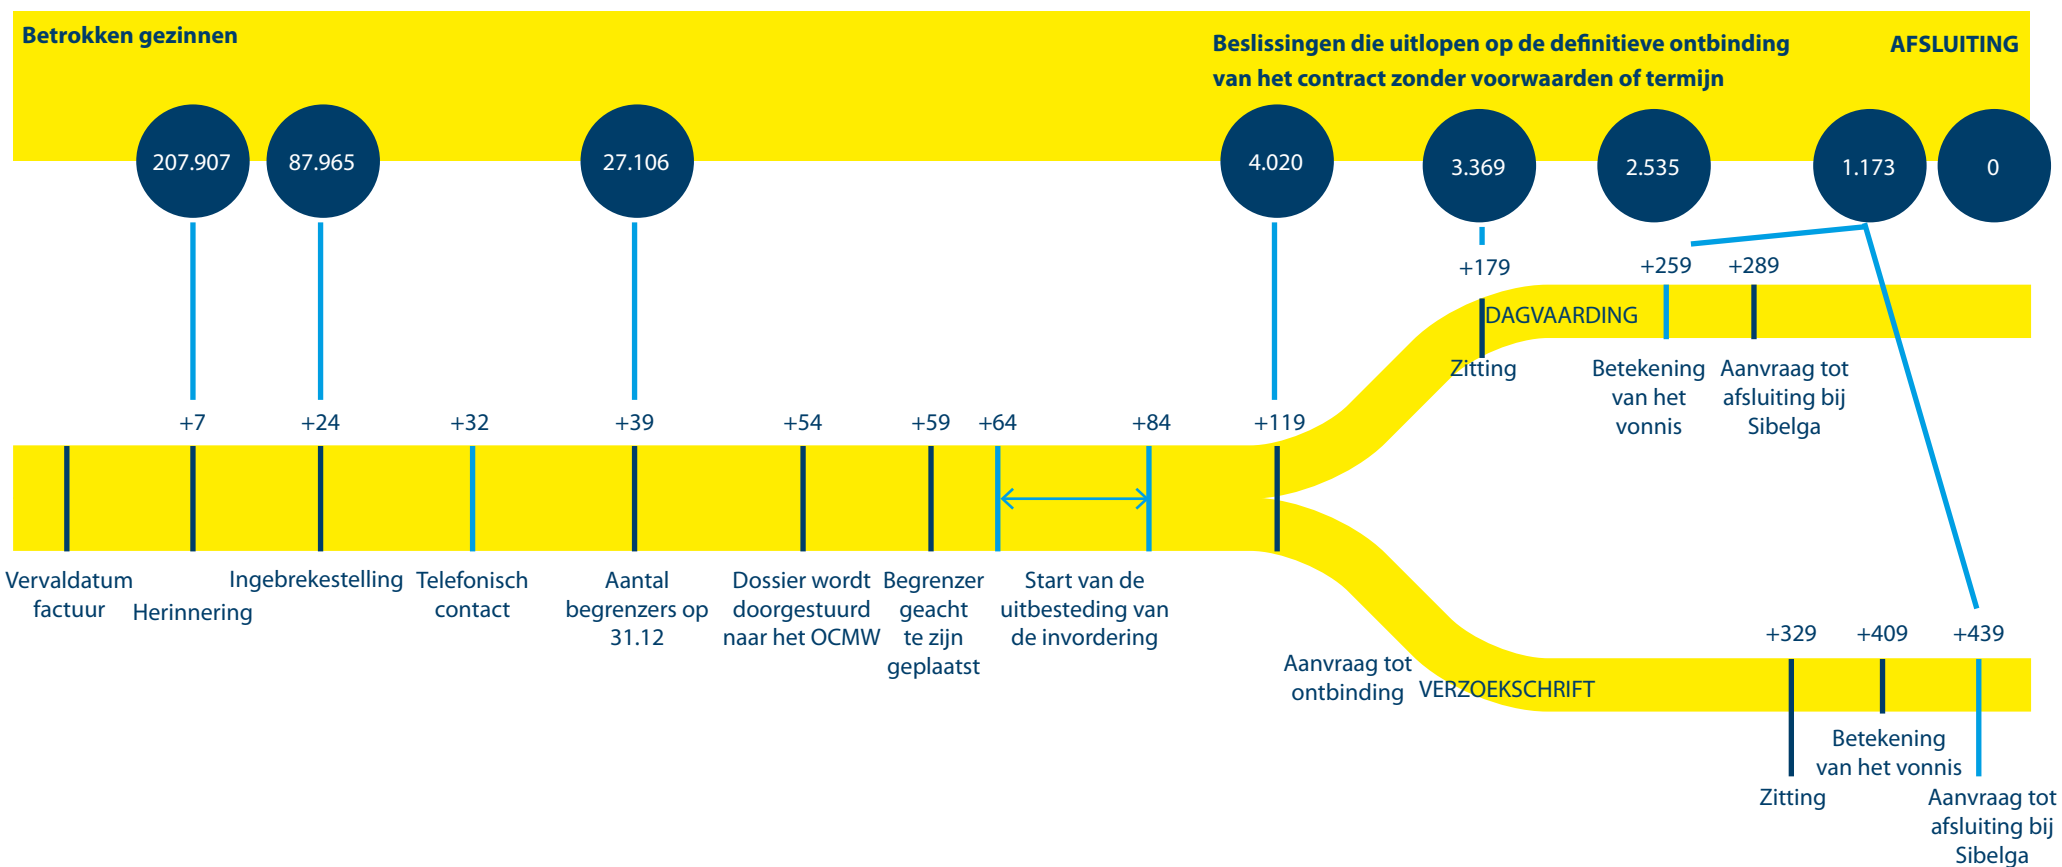 Betrokken gezinnen
Beslissingen die uitlopen op de definitieve ontbinding
van het contract zonder voorwaarden of termijn
AFSLUITING
207.907
87.965
27.106
4.020
3.369
2.535
1.173
0
+179
+259
+289
DAGVAARDING
Zitting
Betekening
van het
vonnis
Aanvraag tot
afsluiting bij
Sibelga
+7
+24
+32
+39
+54
+59
+64
+84
+119
Vervaldatum
factuur
Herinnering
Ingebrekestelling
Telefonisch
contact
Aantal
begrenzers op
31.12
Dossier wordt
doorgestuurd
naar het OCMW
Begrenzer
geacht
te zijn
geplaatst
Start van de
uitbesteding van
de invordering
Aanvraag tot
ontbinding
VERZOEKSCHRIFT
+329
+409
+439
Zitting
Betekening
van het vonnis
Aanvraag tot
afsluiting bij
Sibelga